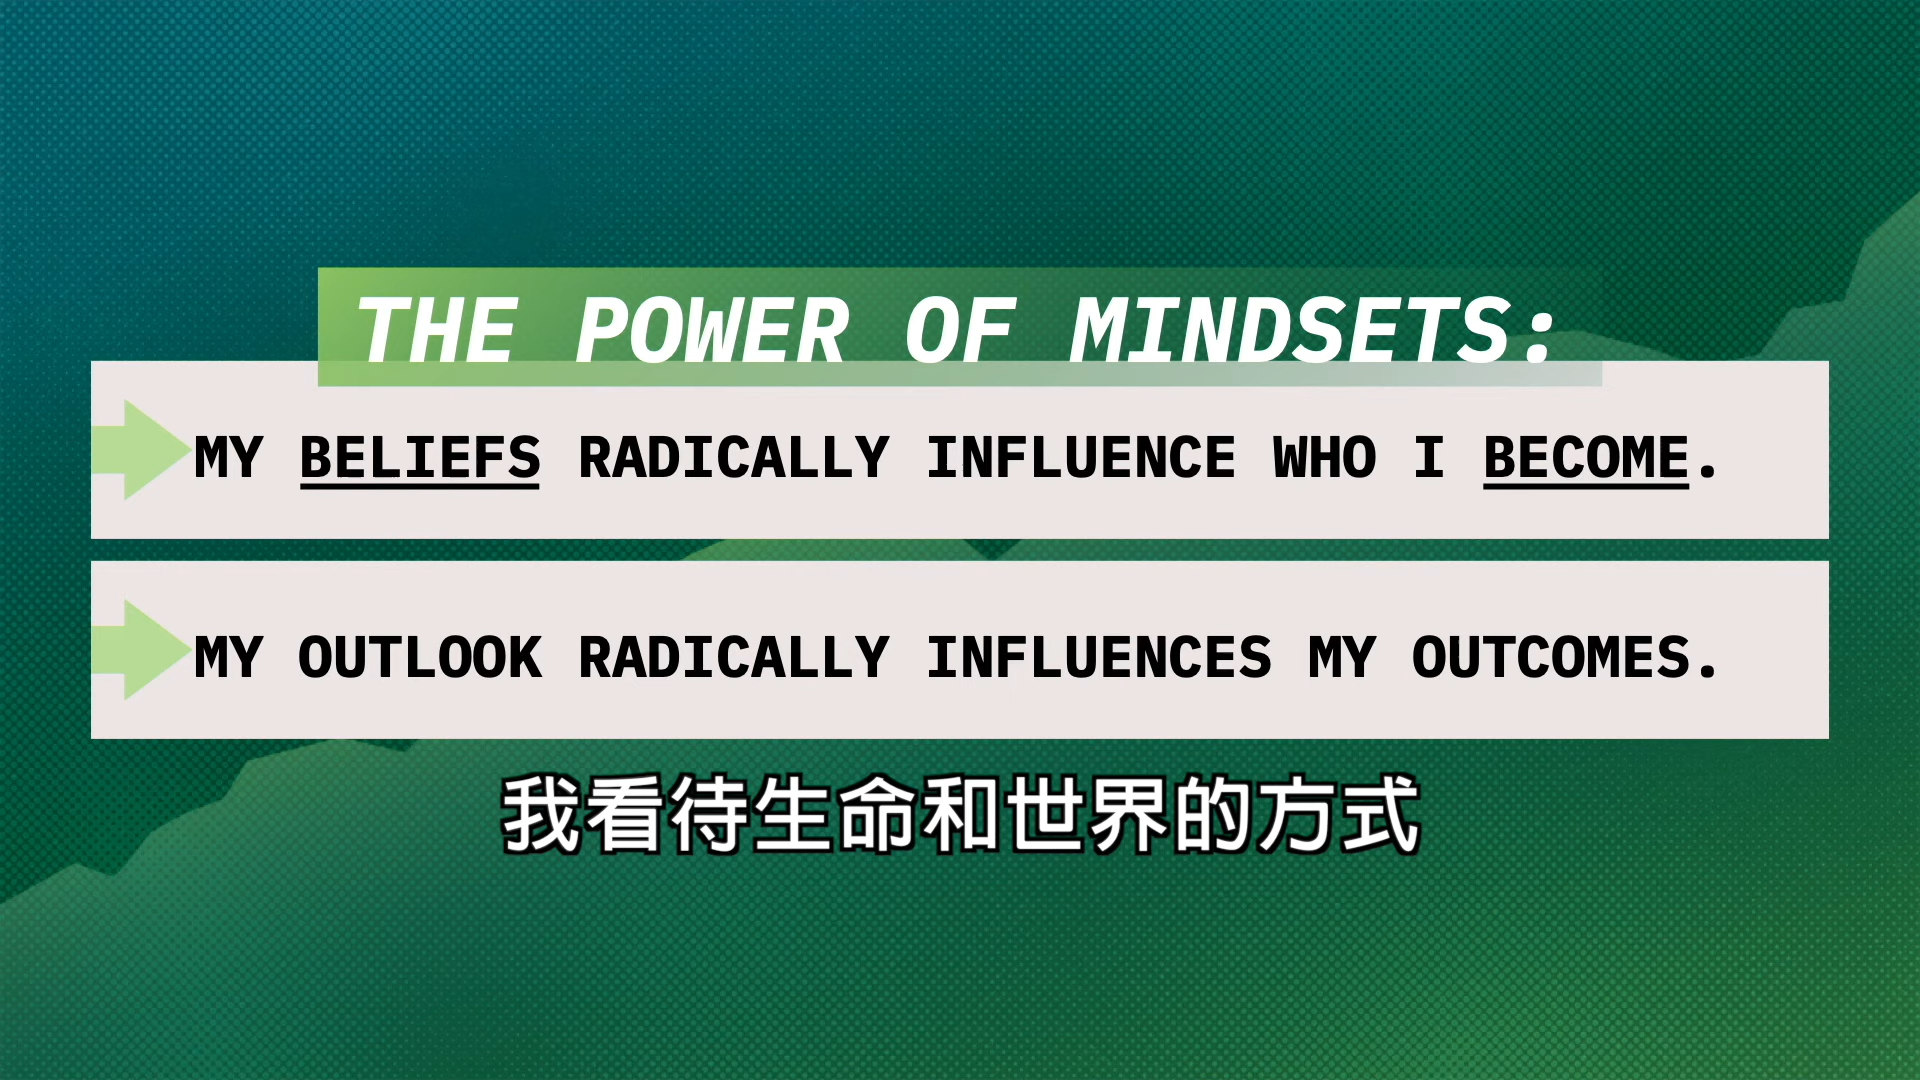 THE POWER OF MINDSETS:
MY BELIEFS RADICALLY INFLUENCE WHO I BECOME.
MY OUTLOOK RADICALLY INFLUENCES MY OUTCOMES.
我看待生命和世界的方式